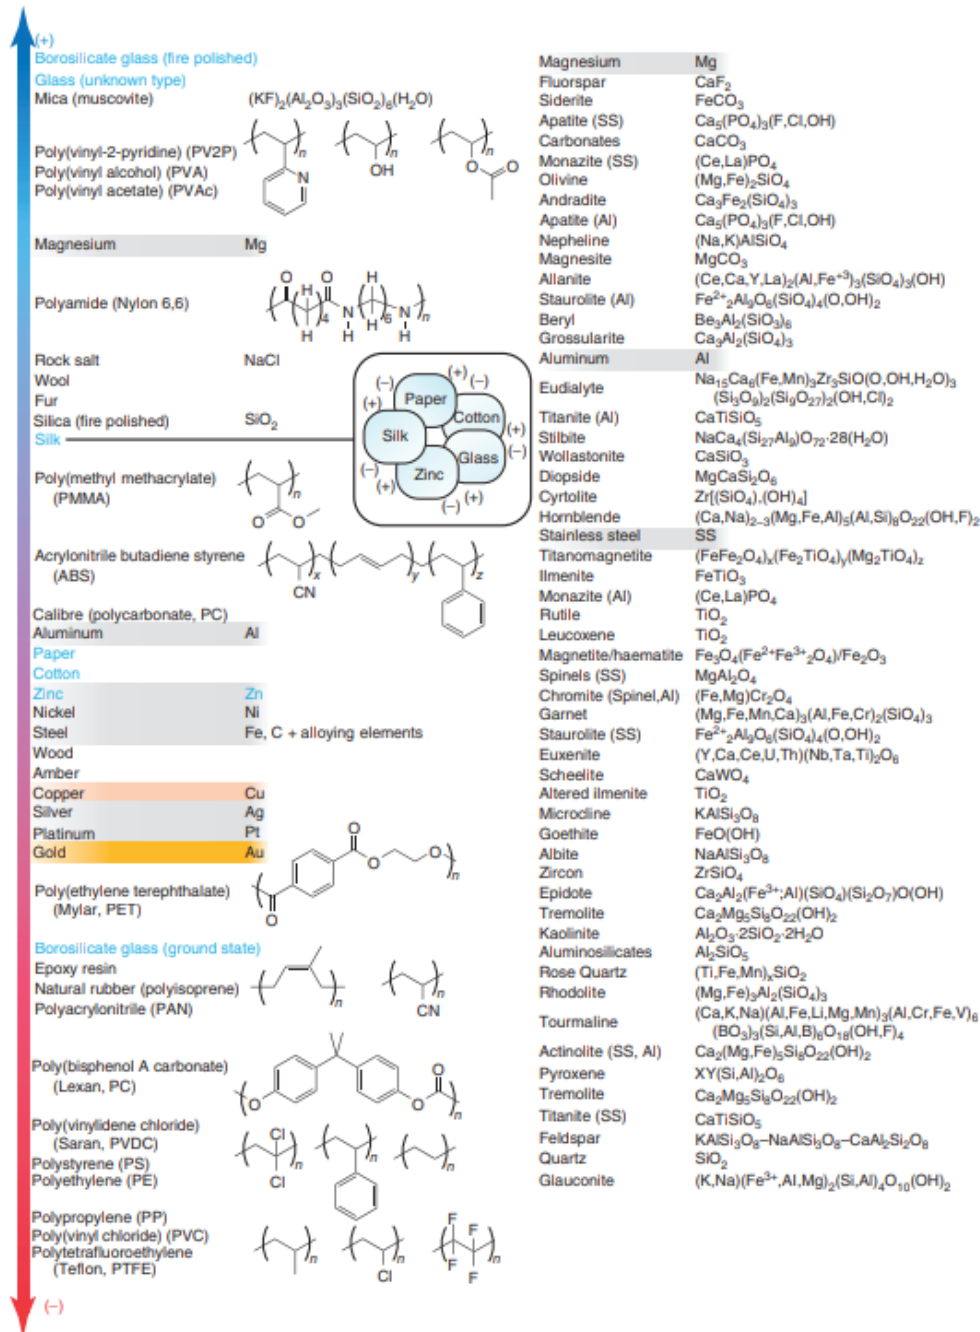 (+)
Borosilicate glass (fire polished)
Glass (unknown type)
Mica (muscovite) (KF)₂(Al₂O₃)₃(SiO₂)₆(H₂O)
Poly(vinyl-2-pyridine) (PV2P)
Poly(vinyl alcohol) (PVA)
Poly(vinyl acetate) (PVAc)
n N
n OH
n O O
Magnesium Mg
Polyamide (Nolyn 6,6)
O H O H
4 N 6 N n
H H H H
Rock salt NaCl
Wool
Fur
Silica (fire polished) SiO₂
Silk
(−) (+) (−)
Paper
(+) Cotton
Silk (+)
Glass (−)
(−) Zinc
(+) (−) (+)
Poly(methyl methacrylate)
(PMMA)
n O O
Acrylonitrile butadiene styrene
(ABS)
x y z
CN
Calibre (polycarbonate, PC)
Aluminum Al
Paper
Cotton
Zinc Zn
Nickel Ni
Steel Fe, C + alloying elements
Wood
Amber
Copper Cu
Silver Ag
Platinum Pt
Gold Au
Poly(ethylene terephthalate)
(Mylar, PET)
O O O n
O
Borosilicate glass (ground state)
Epoxy resin
Natural rubber (polyisoprene)
Polyacrylonitrile (PAN)
n n
CN
Poly(bisphenol A carbonate)
(Lexan, PC)
O O O n
Poly(vinylidene chloride)
(Saran, PVDC)
Polystyrene (PS)
Polyethylene (PE)
Cl n n n
Cl
Polypropylene (PP)
Poly(vinyl chloride) (PVC)
Polytetrafluoroethylene
(Teflon, PTFE)
n n Cl
F F n
F F
(−)
Magnesium Mg
Fluorspar CaF₂
Siderite FeCO₃
Apatite (SS) Ca₅(PO₄)₃(F,Cl,OH)
Carbonates CaCO₃
Monazite (SS) (Ce,La)PO₄
Olivine (Mg,Fe)₂SiO₄
Andradite Ca₃Fe₂(SiO₄)₃
Apatite (Al) Ca₅(PO₄)₃(F,Cl,OH)
Nepheline (Na,K)AlSiO₄
Magnesite MgCO₃
Allanite (Ce,Ca,Y,La)₂(Al,Fe⁺³)₃(SiO₄)₃(OH)
Staurolite (Al) Fe²⁺₂Al₉O₆(SiO₄)₄(O,OH)₂
Beryl Be₃Al₂(SiO₃)₆
Grossularite Ca₃Al₂(SiO₄)₃
Aluminum Al
Eudialyte Na₁₅Ca₆(Fe,Mn)₃Zr₃SiO(O,OH,H₂O)₃
(Si₃O₉)₂(Si₉O₂₇)₂(OH,Cl)₂
Titanite (Al) CaTiSiO₅
Stilbite NaCa₄(Si₂₇Al₉)O₇₂·28(H₂O)
Wollastonite CaSiO₃
Diopside MgCaSi₂O₆
Cyrtolite Zr[(SiO₄),(OH)₄]
Hornblende (Ca,Na)₂₋₃(Mg,Fe,Al)₅(Al,Si)₈O₂₂(OH,F)₂
Stainless steel SS
Titanomagnetite (FeFe₂O₄)ₓ(Fe₂TiO₄)y(Mg₂TiO₄)z
Ilmenite FeTiO₃
Monazite (Al) (Ce,La)PO₄
Rutile TiO₂
Leucoxene TiO₂
Magnetite/haematite Fe₃O₄(Fe²⁺Fe³⁺₂O₄)/Fe₂O₃
Spinels (SS) MgAl₂O₄
Chromite (Spinel,Al) (Fe,Mg)Cr₂O₄
Garnet (Mg,Fe,Mn,Ca)₃(Al,Fe,Cr)₂(SiO₄)₃
Staurolite (SS) Fe²⁺₂Al₉O₆(SiO₄)₄(O,OH)₂
Euxenite (Y,Ca,Ce,U,Th)(Nb,Ta,Ti)₂O₆
Scheelite CaWO₄
Altered ilmenite TiO₂
Microcline KAlSi₃O₈
Goethite FeO(OH)
Albite NaAlSi₃O₈
Zircon ZrSiO₄
Epidote Ca₂Al₂(Fe³⁺;Al)(SiO₄)(Si₂O₇)O(OH)
Tremolite Ca₂Mg₅Si₈O₂₂(OH)₂
Kaolinite Al₂O₃·2SiO₂·2H₂O
Aluminosilicates Al₂SiO₅
Rose Quartz (Ti,Fe,Mn)ₓSiO₂
Rhodolite (Mg,Fe)₃Al₂(SiO₄)₃
Tourmaline (Ca,K,Na)(Al,Fe,Li,Mg,Mn)₃(Al,Cr,Fe,V)₆
(BO₃)₃(Si,Al,B)₆O₁₈(OH,F)₄
Actinolite (SS, Al) Ca₂(Mg,Fe)₅Si₈O₂₂(OH)₂
Pyroxene XY(Si,Al)₂O₆
Tremolite Ca₂Mg₅Si₈O₂₂(OH)₂
Titanite (SS) CaTiSiO₅
Feldspar KAlSi₃O₈–NaAlSi₃O₈–CaAl₂Si₂O₈
Quartz SiO₂
Glauconite (K,Na)(Fe³⁺,Al,Mg)₂(Si,Al)₄O₁₀(OH)₂